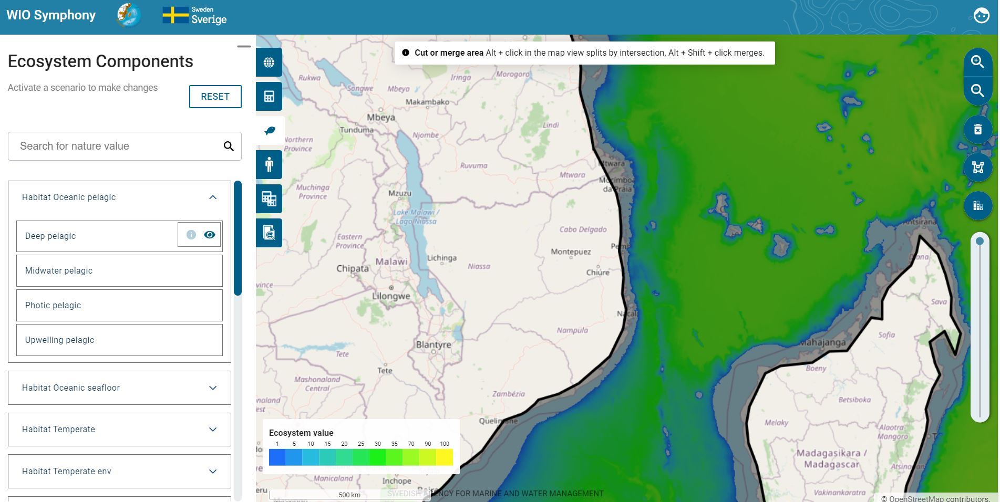 WIO Symphony
Sweden
Sverige
Ecosystem Components
Activate a scenario to make changes
RESET
Search for nature value
Habitat Oceanic pelagic
Deep pelagic
Midwater pelagic
Photic pelagic
Upwelling pelagic
Habitat Oceanic seafloor
Habitat Temperate
Habitat Temperate env
Cut or merge area Alt + click in the map view splits by intersection, Alt + Shift + click merges.
Rukwa
Songwe
Mbeya
Iringa
Morogoro
Makambako
Mbeya
Tunduma
Njombe
Lindi
Northern
Province
Ruvuma
Mtwara
Mtwara
Mocímboa
da Praia
Muchinga
Province
Mzuzu
Lake Malawi /
Lago Niassa
Cabo Delgado
Eastern
Province
Malawi
Lichinga
Niassa
Montepuez
Chipata
Chiúre
vince
Lilongwe
Nampula
Blantyre
Tete
Tete
Mashonaland
Central
Zambézia
Quelimane
Manicaland
Inchope
Antsirana
Diana
Sava
Sofia
Mahajanga
Boeny
Betsiboka
Melaky
Alaotra-
Mangoro
Madagasikara /
Madagascar
Vakinankaratra
Ecosystem value
1 5 10 15 20 25 30 35 70 90 100
500 km
SWEDISH AGENCY FOR MARINE AND WATER MANAGEMENT
© OpenStreetMap contributors.